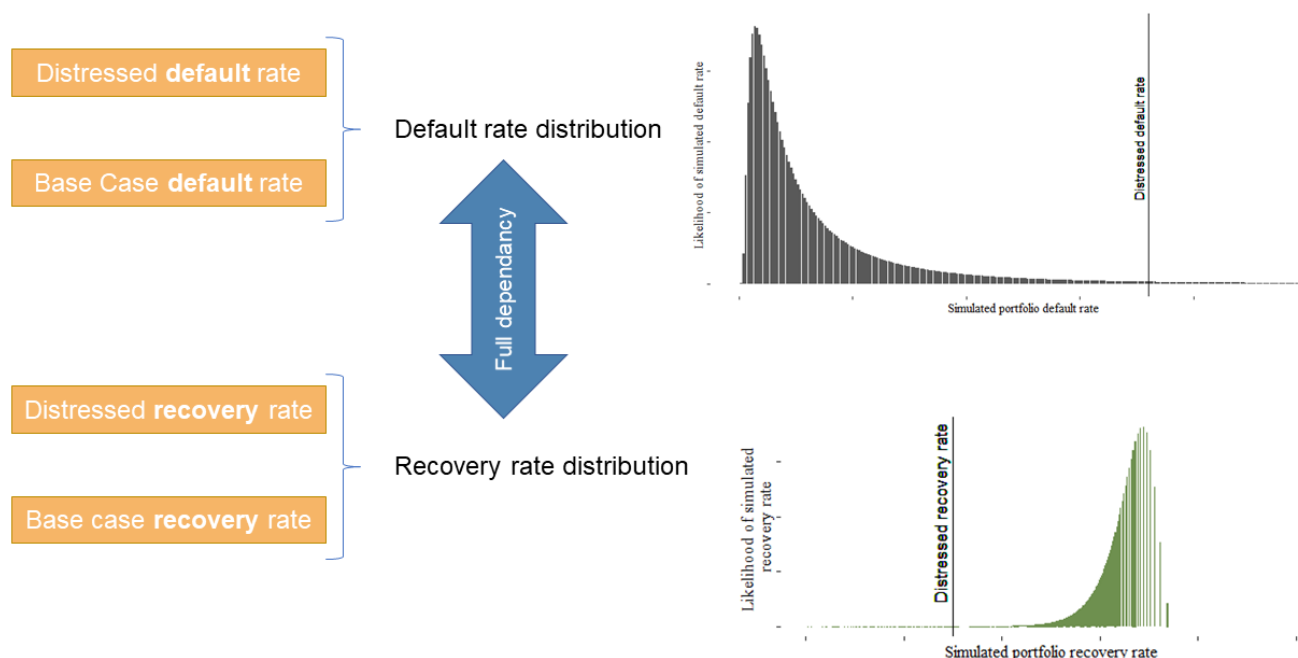 Distressed default rate
Base Case default rate
Default rate distribution
Full dependancy
Distressed recovery rate
Base case recovery rate
Recovery rate distribution
Likelihood of simulated default rate
Distressed default rate
Simulated portfolio default rate
Likelihood of simulated
recovery rate
Distressed recovery rate
Simulated portfolio recovery rate